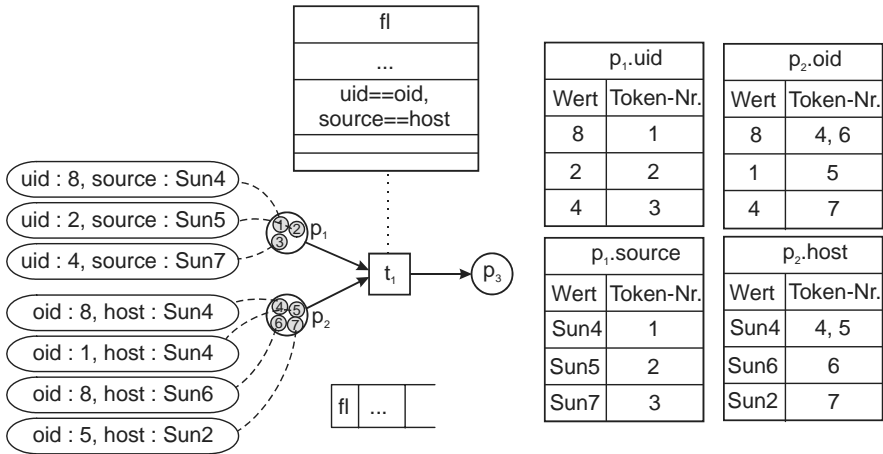 fl
...
uid==oid,
source==host
uid : 8, source : Sun4
uid : 2, source : Sun5
uid : 4, source : Sun7
1
2
3
p1
t1
p3
oid : 8, host : Sun4
oid : 1, host : Sun4
oid : 8, host : Sun6
oid : 5, host : Sun2
4
5
6
7
p2
fl ...
p1.uid
Wert Token-Nr.
8 1
2 2
4 3
p2.oid
Wert Token-Nr.
8 4, 6
1 5
4 7
p1.source
Wert Token-Nr.
Sun4 1
Sun5 2
Sun7 3
p2.host
Wert Token-Nr.
Sun4 4, 5
Sun6 6
Sun2 7